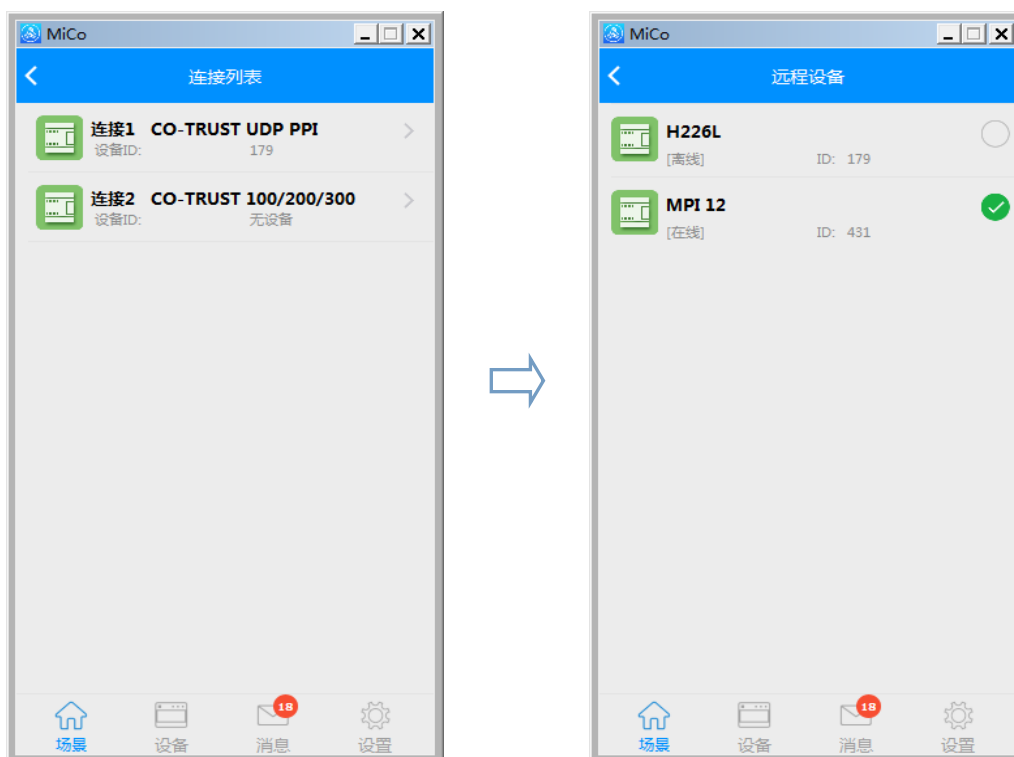 MiCo
连接列表
连接1 CO-TRUST UDP PPI
设备ID: 179
连接2 CO-TRUST 100/200/300
设备ID: 无设备
场景 设备 18 消息 设置
MiCo
远程设备
H226L
[离线] ID: 179
MPI 12
[在线] ID: 431
场景 设备 18 消息 设置